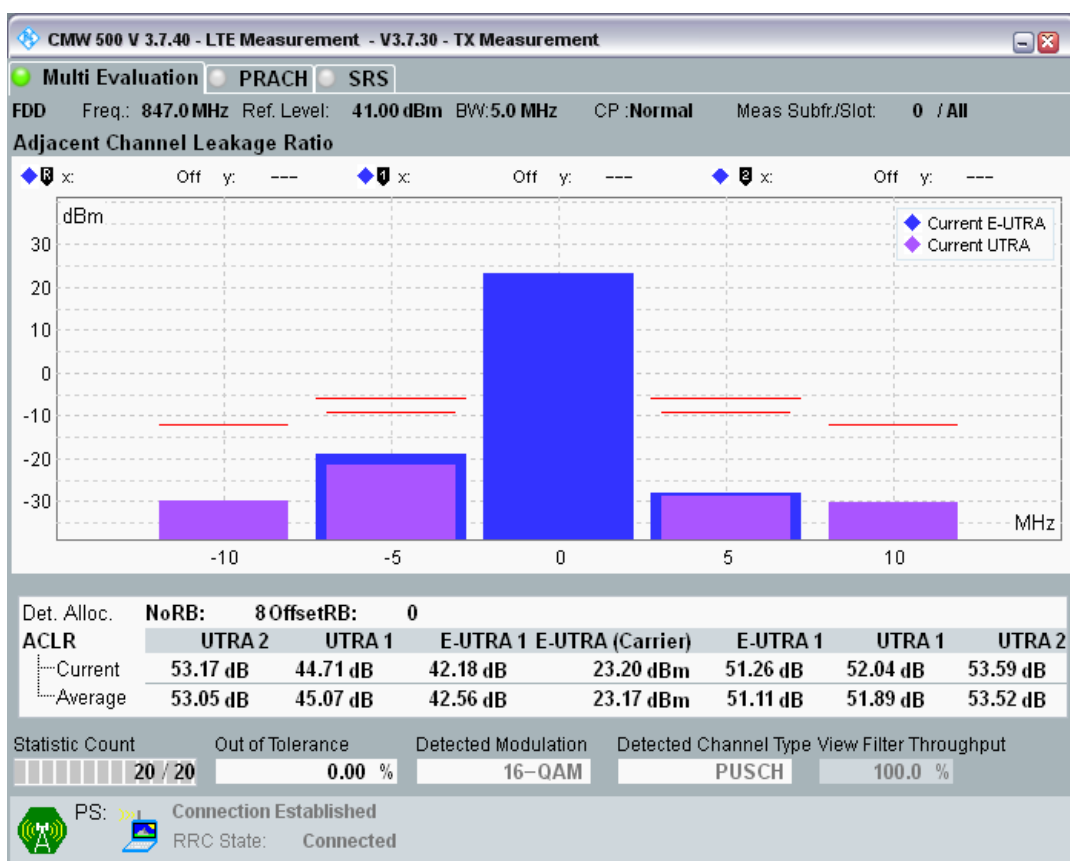 CMW 500 V 3.7.40 - LTE Measurement - V3.7.30 - TX Measurement
Multi Evaluation PRACH SRS
FDD Freq.: 847.0 MHz Ref. Level: 41.00 dBm BW:5.0 MHz CP :Normal Meas Subfr./Slot: 0 / All
Adjacent Channel Leakage Ratio
R x: Off y: --- 1 x: Off y: --- 2 x: Off y: ---
dBm
Current E-UTRA
Current UTRA
30
20
10
0
-10
-20
-30
MHz
-10 -5 0 5 10
Det. Alloc. NoRB: 8 OffsetRB: 0
ACLR UTRA 2 UTRA 1 E-UTRA 1 E-UTRA (Carrier) E-UTRA 1 UTRA 1 UTRA 2
Current 53.17 dB 44.71 dB 42.18 dB 23.20 dBm 51.26 dB 52.04 dB 53.59 dB
Average 53.05 dB 45.07 dB 42.56 dB 23.17 dBm 51.11 dB 51.89 dB 53.52 dB
Statistic Count Out of Tolerance Detected Modulation Detected Channel Type View Filter Throughput
20 / 20 0.00 % 16-QAM PUSCH 100.0 %
PS: Connection Established
RRC State: Connected